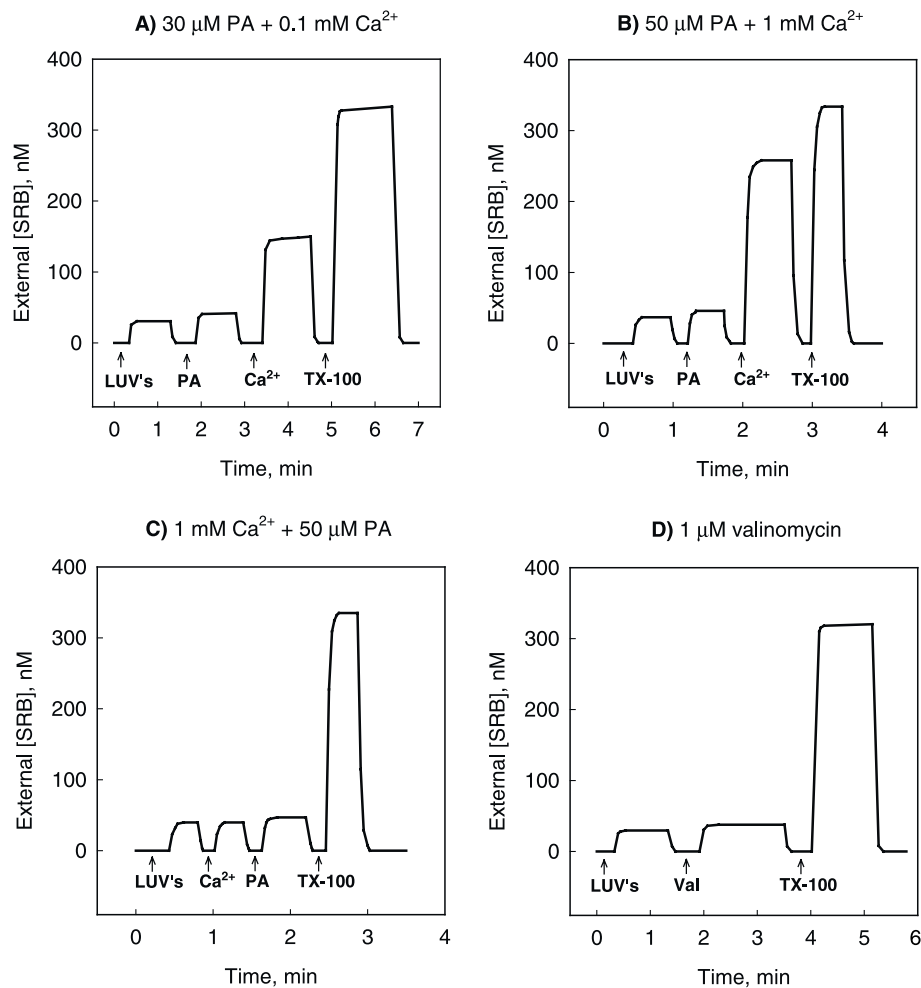 A) 30 μM PA + 0.1 mM Ca²⁺
400
300
200
100
0
External [SRB], nM
LUV's PA Ca²⁺ TX-100
0 1 2 3 4 5 6 7
Time, min
B) 50 μM PA + 1 mM Ca²⁺
400
300
200
100
0
External [SRB], nM
LUV's PA Ca²⁺ TX-100
0 1 2 3 4
Time, min
C) 1 mM Ca²⁺ + 50 μM PA
400
300
200
100
0
External [SRB], nM
LUV's Ca²⁺ PA TX-100
0 1 2 3 4
Time, min
D) 1 μM valinomycin
400
300
200
100
0
External [SRB], nM
LUV's Val TX-100
0 1 2 3 4 5 6
Time, min